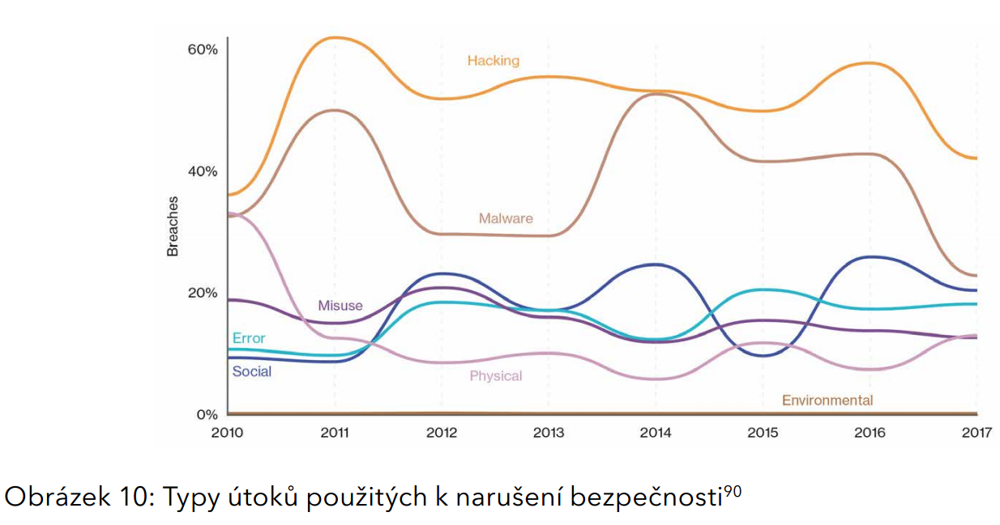 60%
Hacking
40%
Breaches
Malware
20%
Misuse
Error
Social
Physical
Environmental
0%
2010 2011 2012 2013 2014 2015 2016 2017
Obrázek 10: Typy útoků použitých k narušení bezpečnosti90